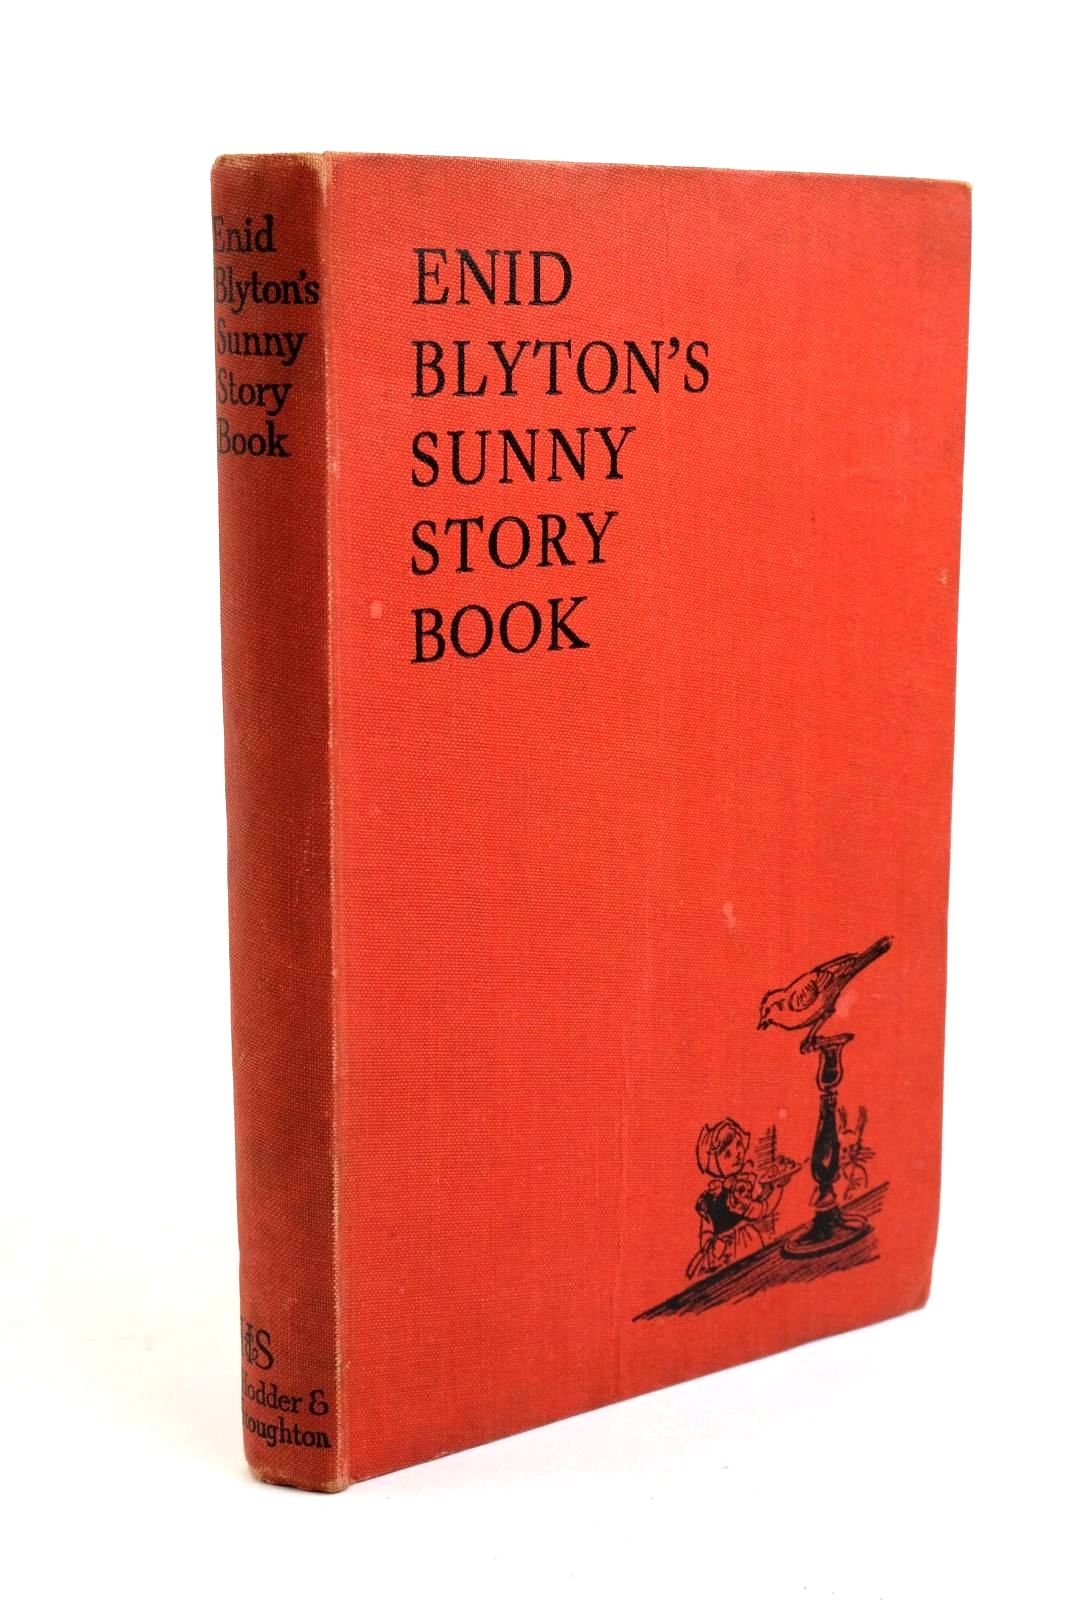 Enid
Blyton's
Sunny
Story
Book
H&S
Hodder &
Stoughton
ENID
BLYTON'S
SUNNY
STORY
BOOK